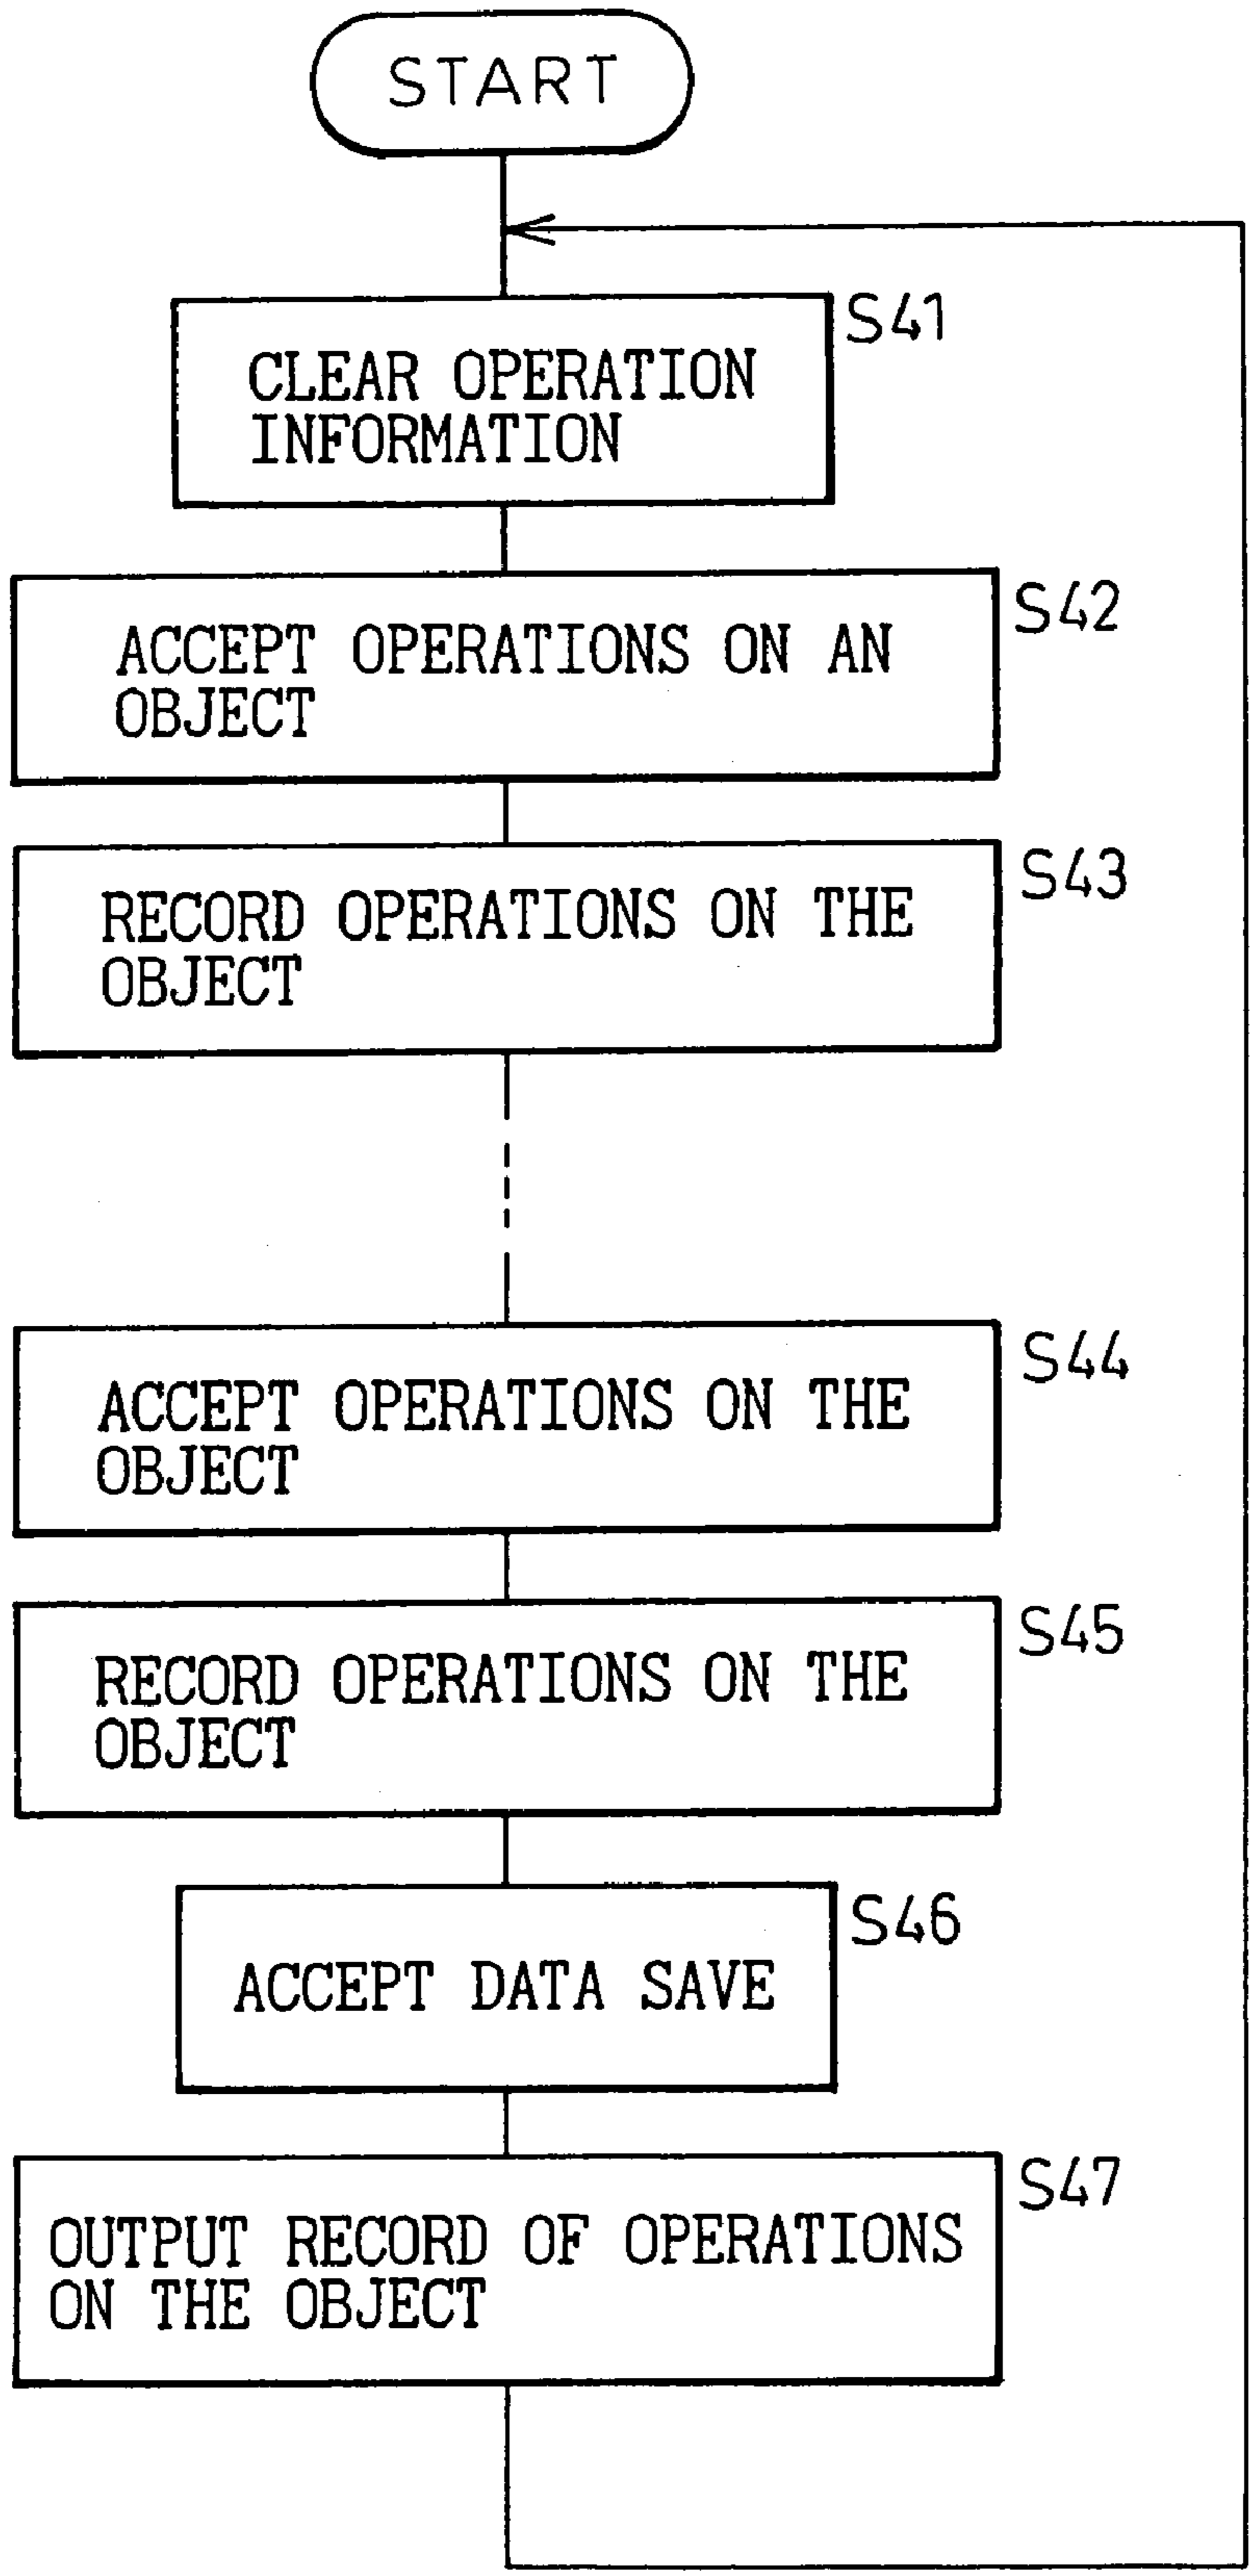 START
S41
CLEAR OPERATION
INFORMATION
S42
ACCEPT OPERATIONS ON AN
OBJECT
S43
RECORD OPERATIONS ON THE
OBJECT
S44
ACCEPT OPERATIONS ON THE
OBJECT
S45
RECORD OPERATIONS ON THE
OBJECT
S46
ACCEPT DATA SAVE
S47
OUTPUT RECORD OF OPERATIONS
ON THE OBJECT